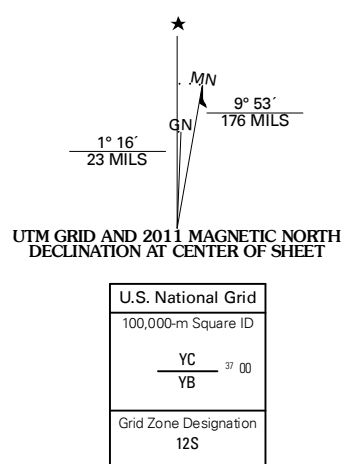 ★
MN
9° 53´
176 MILS
GN
1° 16´
23 MILS
UTM GRID AND 2011 MAGNETIC NORTH
DECLINATION AT CENTER OF SHEET
U.S. National Grid
100,000-m Square ID
YC
37 00
YB
Grid Zone Designation
12S